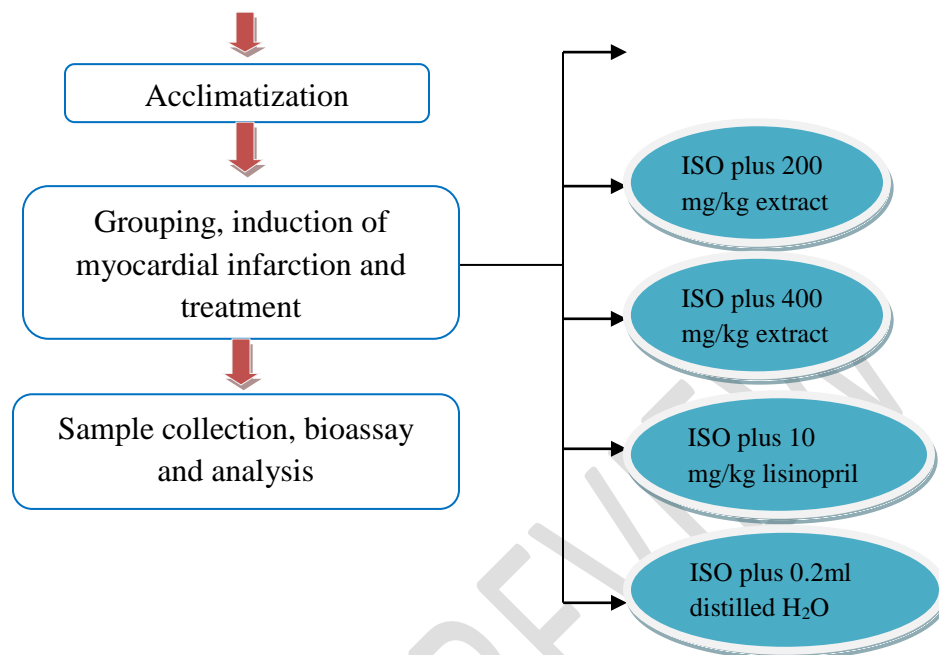 Acclimatization
Grouping, induction of
myocardial infarction and
treatment
Sample collection, bioassay
and analysis
ISO plus 200
mg/kg extract
ISO plus 400
mg/kg extract
ISO plus 10
mg/kg lisinopril
ISO plus 0.2ml
distilled H₂O